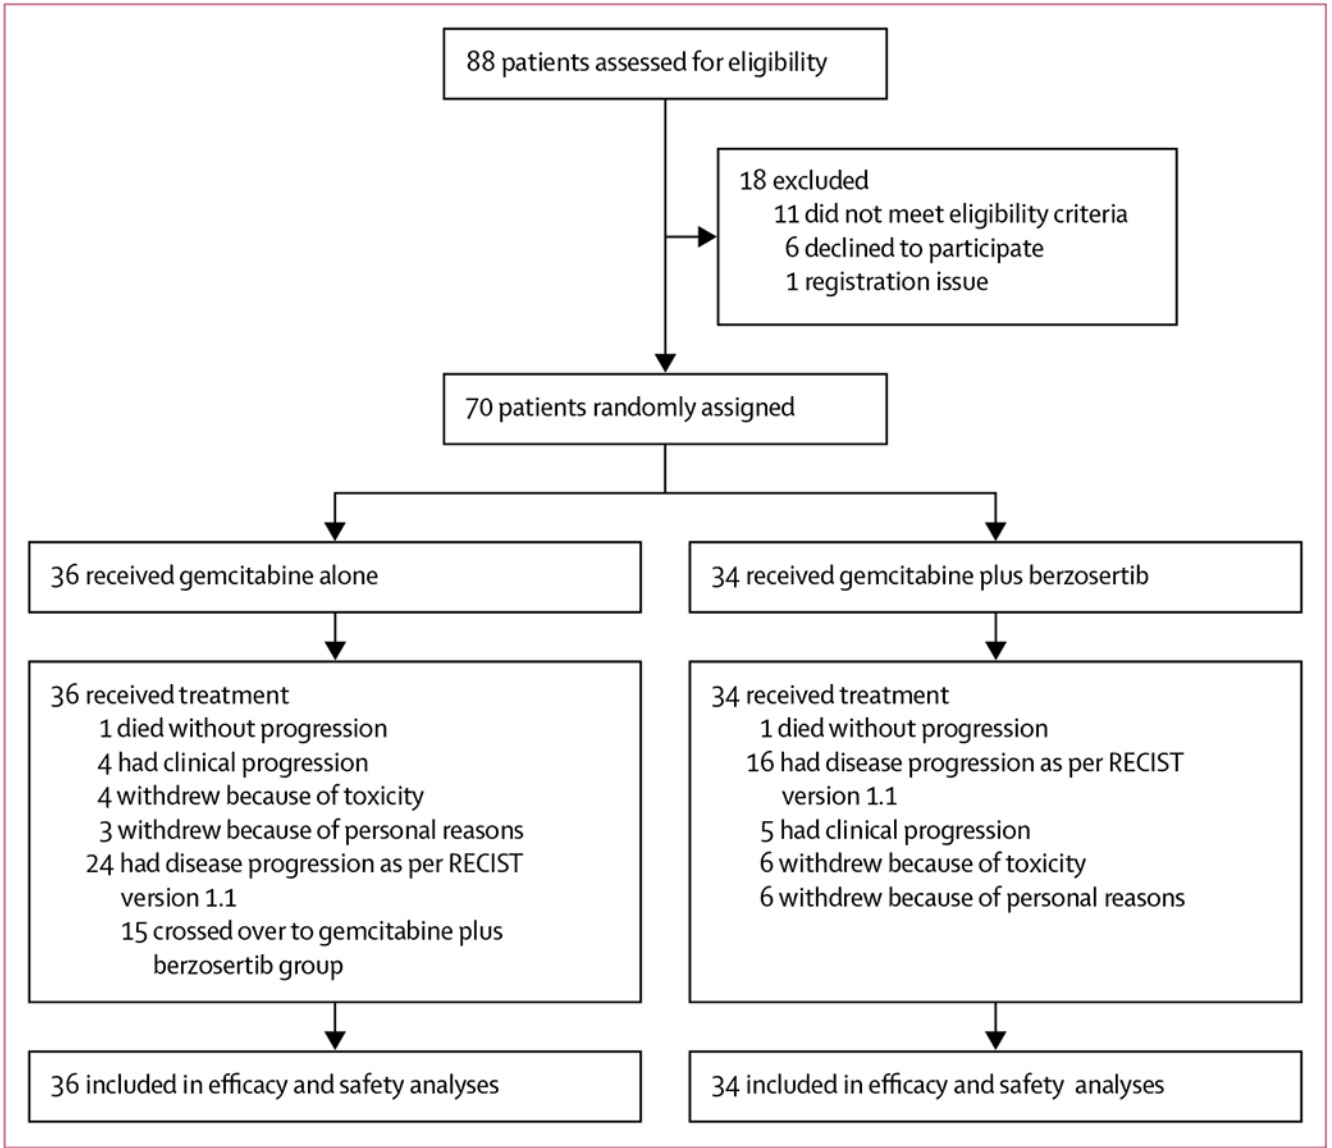 88 patients assessed for eligibility
18 excluded
11 did not meet eligibility criteria
6 declined to participate
1 registration issue
70 patients randomly assigned
36 received gemcitabine alone
34 received gemcitabine plus berzosertib
36 received treatment
1 died without progression
4 had clinical progression
4 withdrew because of toxicity
3 withdrew because of personal reasons
24 had disease progression as per RECIST
version 1.1
15 crossed over to gemcitabine plus
berzosertib group
34 received treatment
1 died without progression
16 had disease progression as per RECIST
version 1.1
5 had clinical progression
6 withdrew because of toxicity
6 withdrew because of personal reasons
36 included in efficacy and safety analyses
34 included in efficacy and safety analyses